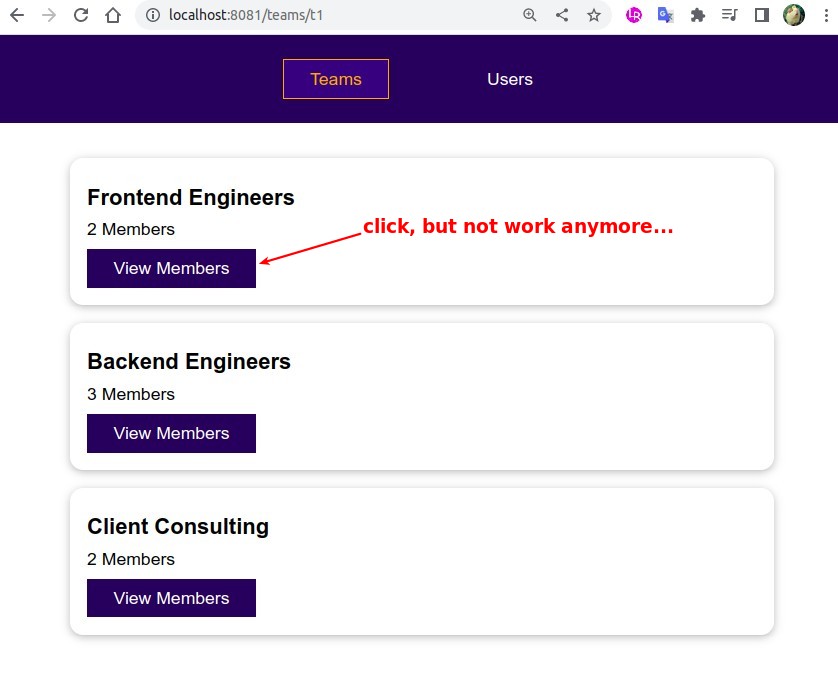 localhost:8081/teams/t1
Teams
Users
Frontend Engineers
2 Members
click, but not work anymore...
View Members
Backend Engineers
3 Members
View Members
Client Consulting
2 Members
View Members